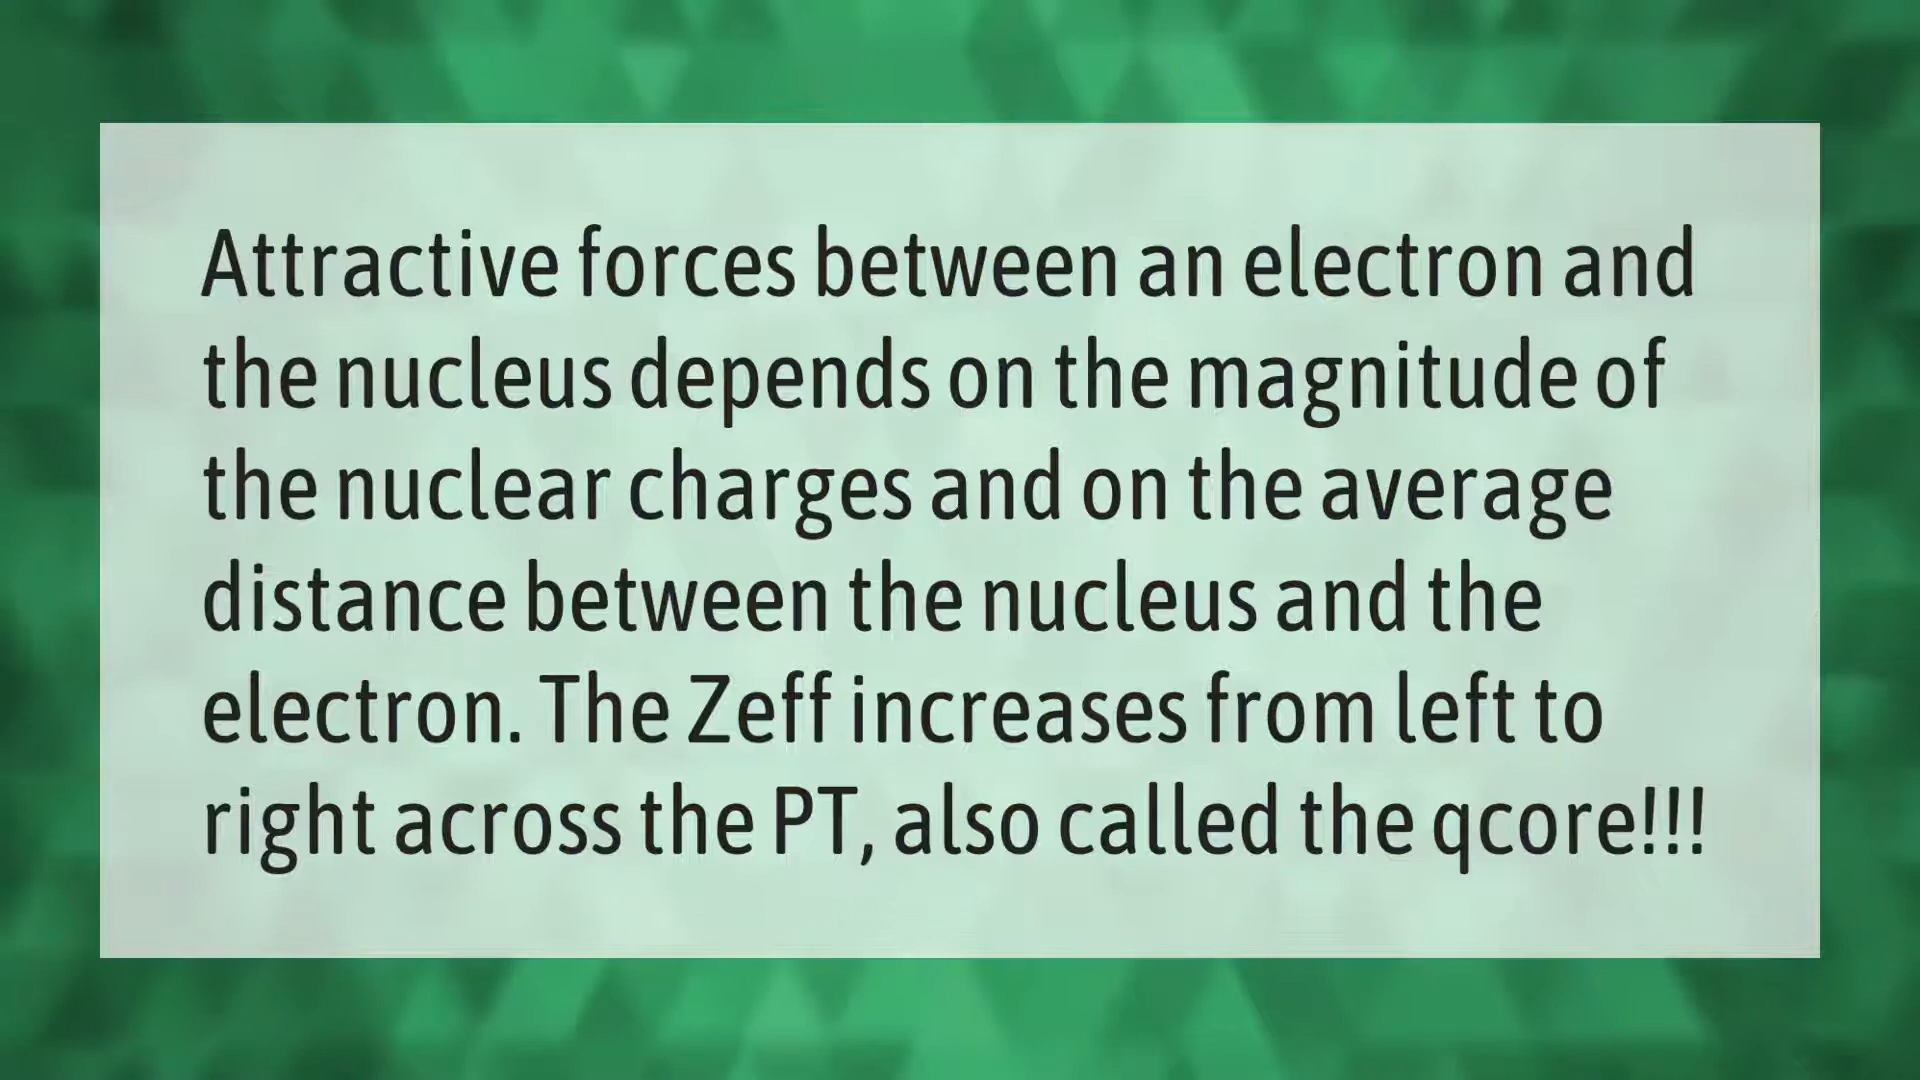 Attractive forces between an electron and
the nucleus depends on the magnitude of
the nuclear charges and on the average
distance between the nucleus and the
electron. The Zeff increases from left to
right across the PT, also called the qcore!!!